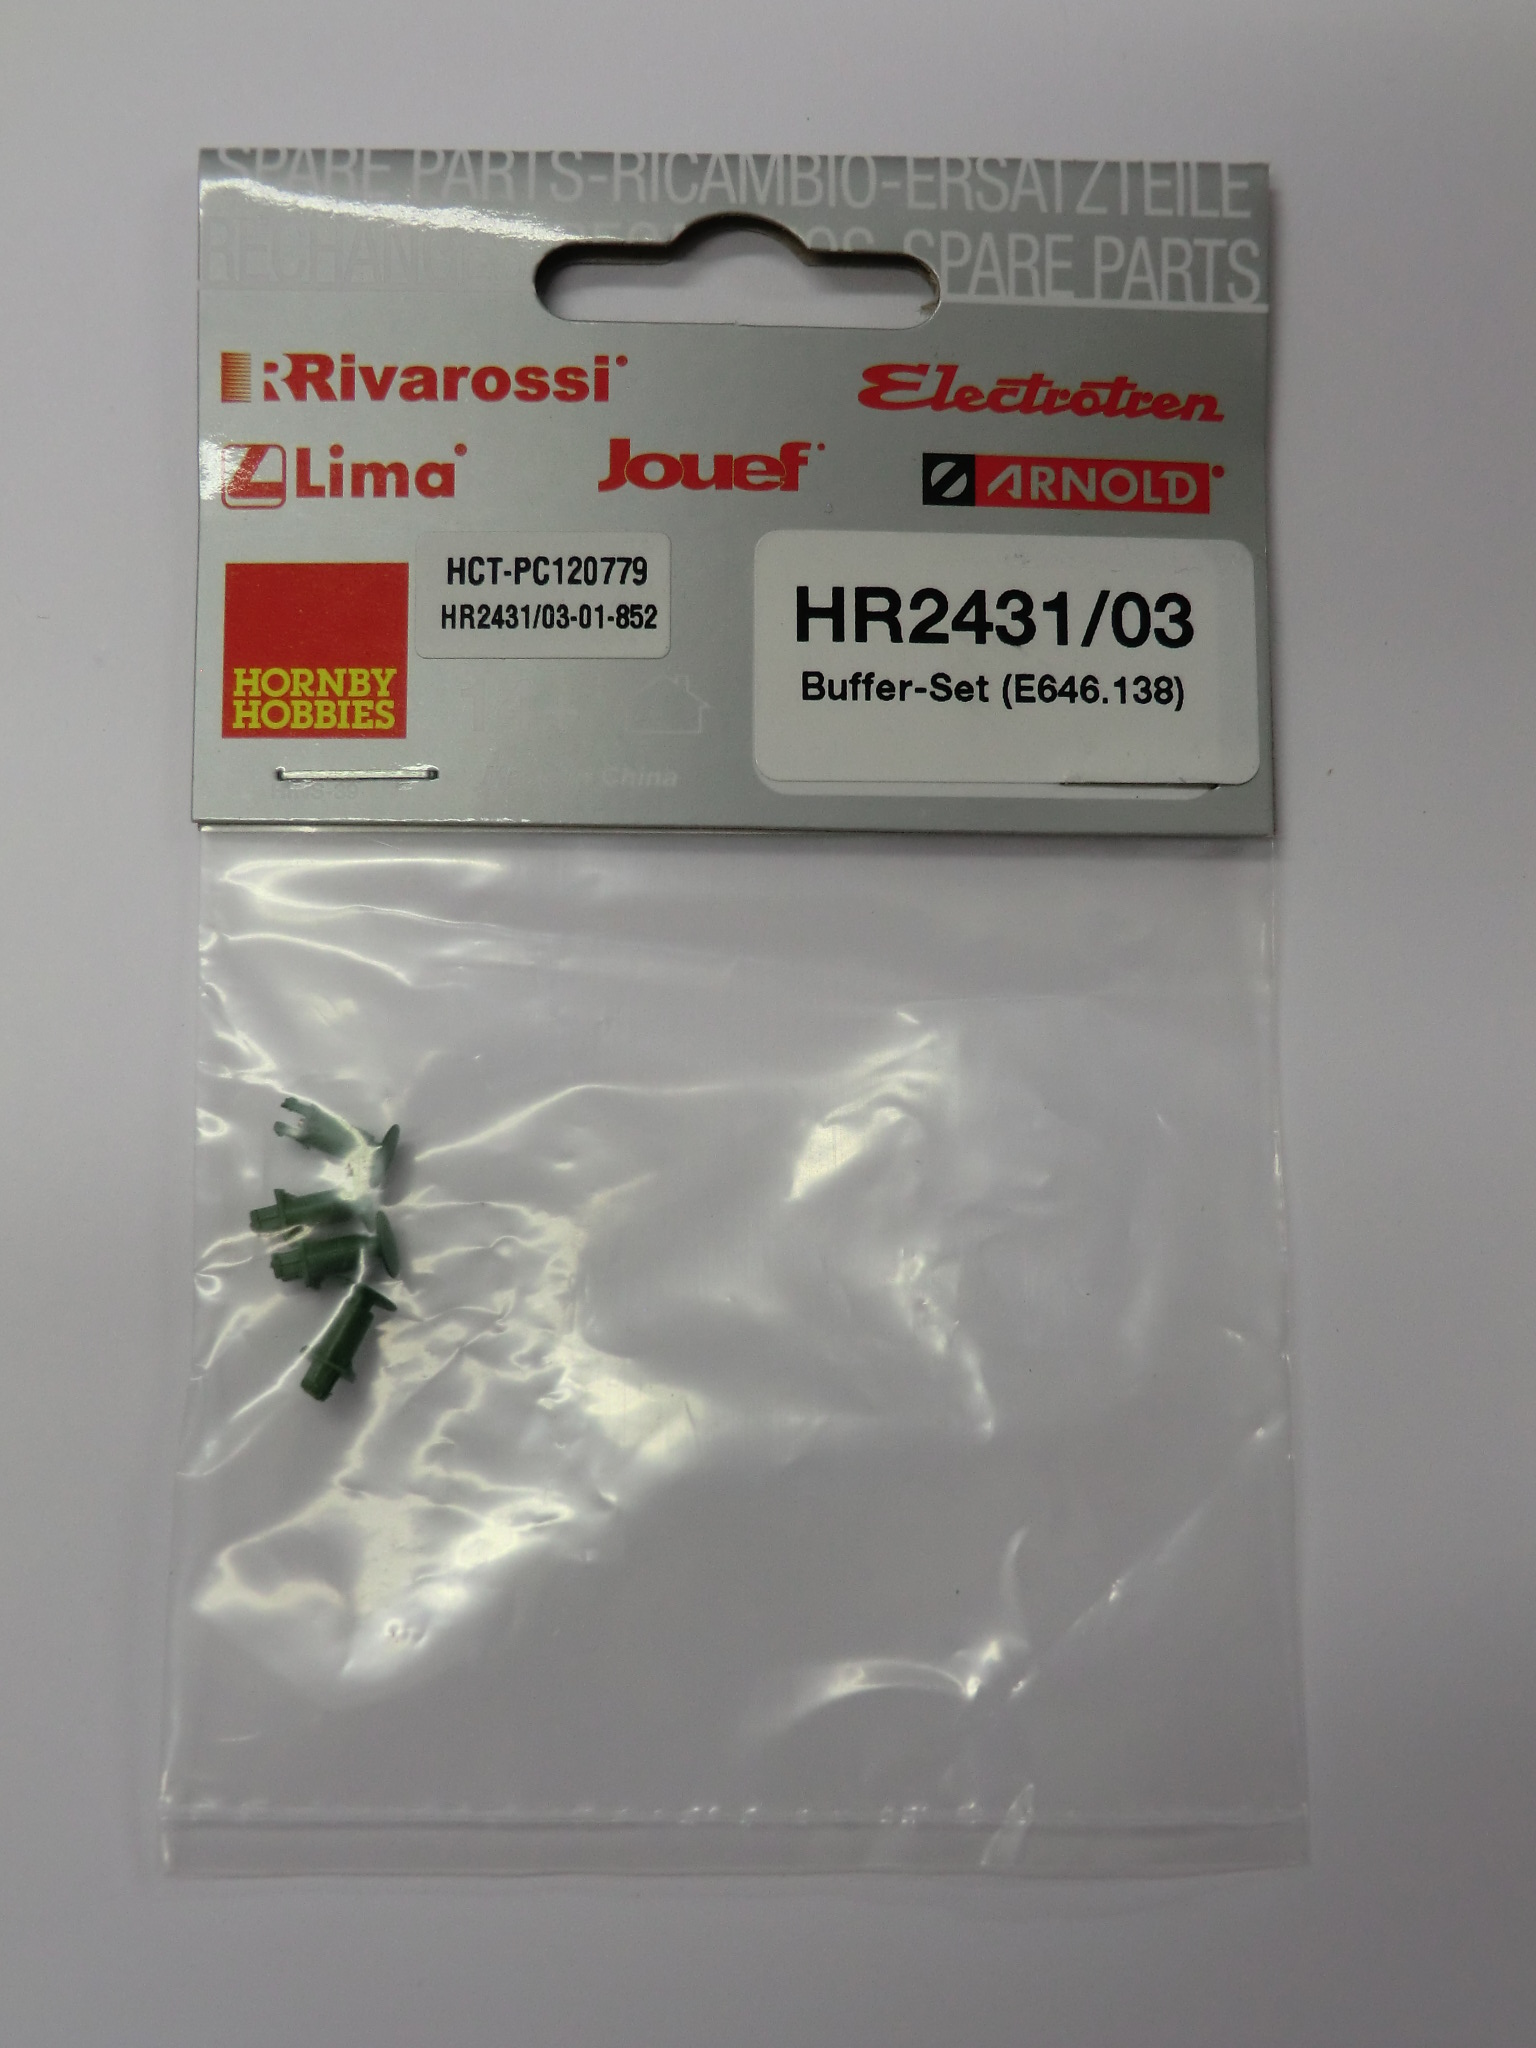 SPARE PARTS-RICAMBIO-ERSATZTEILE
SPARE PARTS
Rivarossi
Electrotren
Lima
Jouef
ARNOLD
HCT-PC120779
HR2431/03-01-852
HR2431/03
Buffer-Set (E646.138)
HORNBY
HOBBIES
China